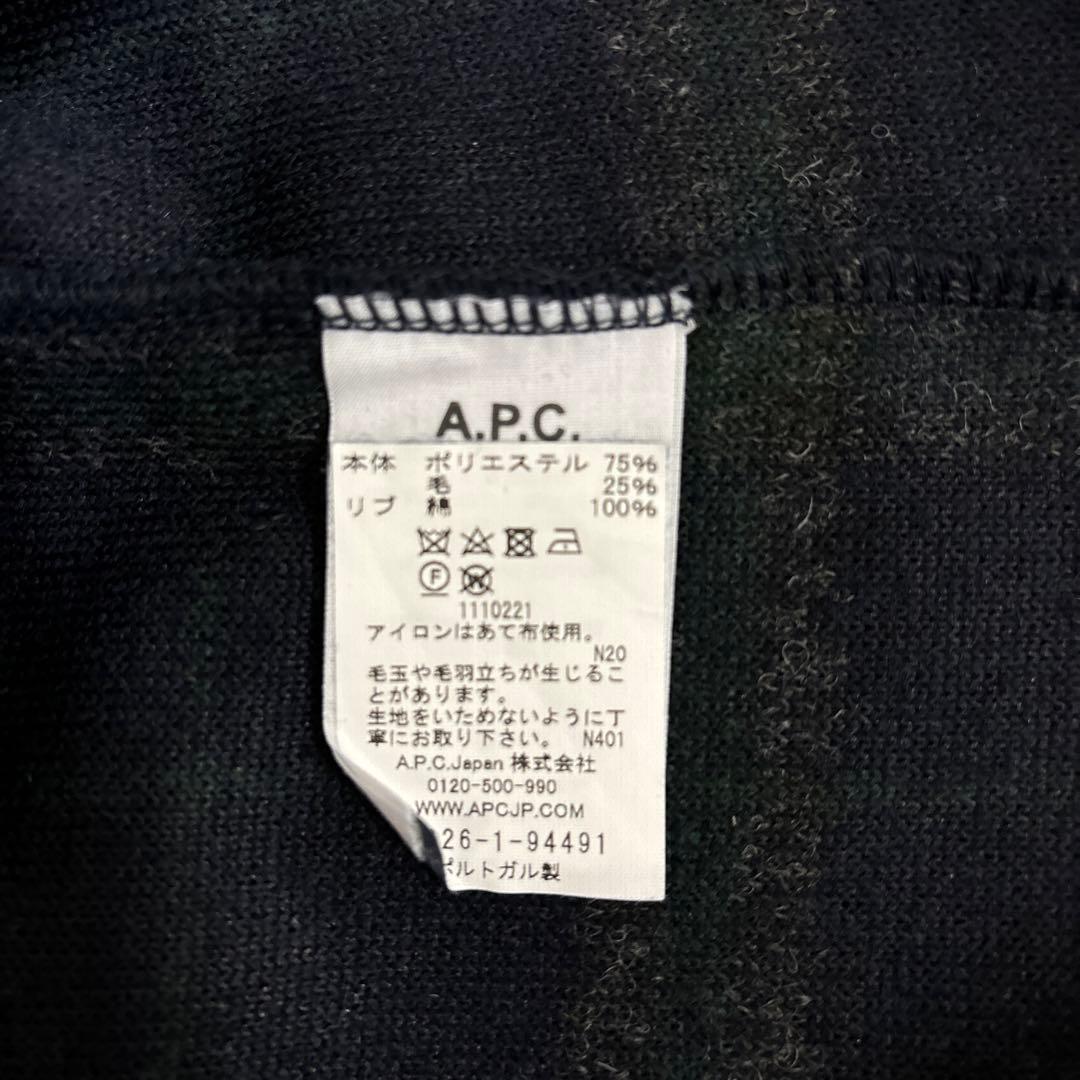 A.P.C.
本体 ポリエステル 75%
毛 25%
リブ 綿 100%
F W
1110221
アイロンはあて布使用。
N20
毛玉や毛羽立ちが生じるこ
とがあります。
生地をいためないように丁
寧にお取り下さい。 N401
A.P.C.Japan 株式会社
0120-500-990
WWW.APCJP.COM
26-1-94491
ポルトガル製